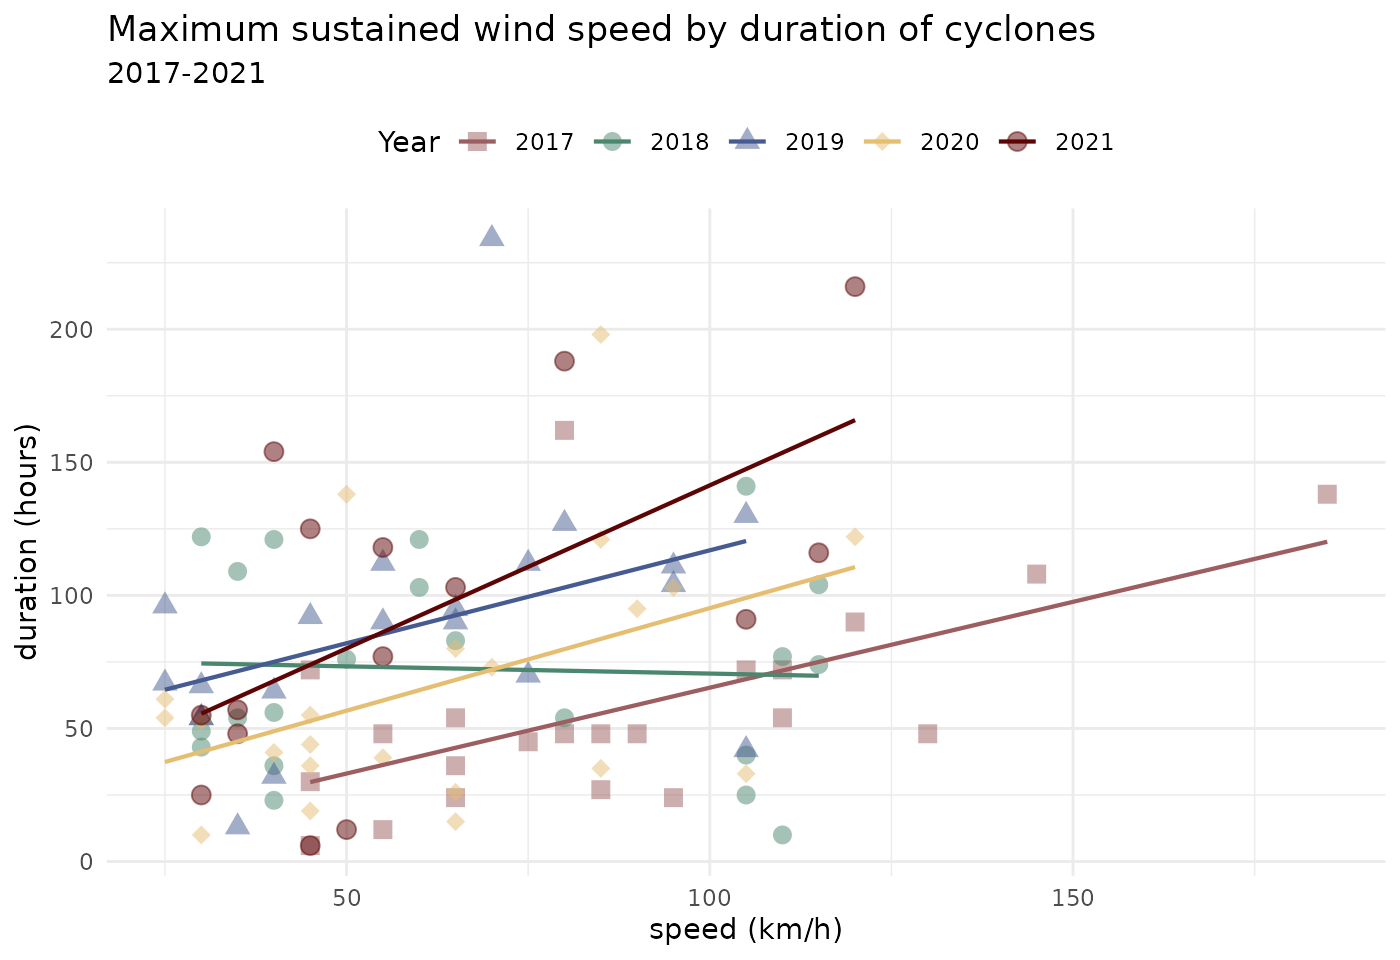 Maximum sustained wind speed by duration of cyclones
2017-2021
Year 2017 2018 2019 2020 2021
200
150
100
50
0
duration (hours)
50 100 150
speed (km/h)